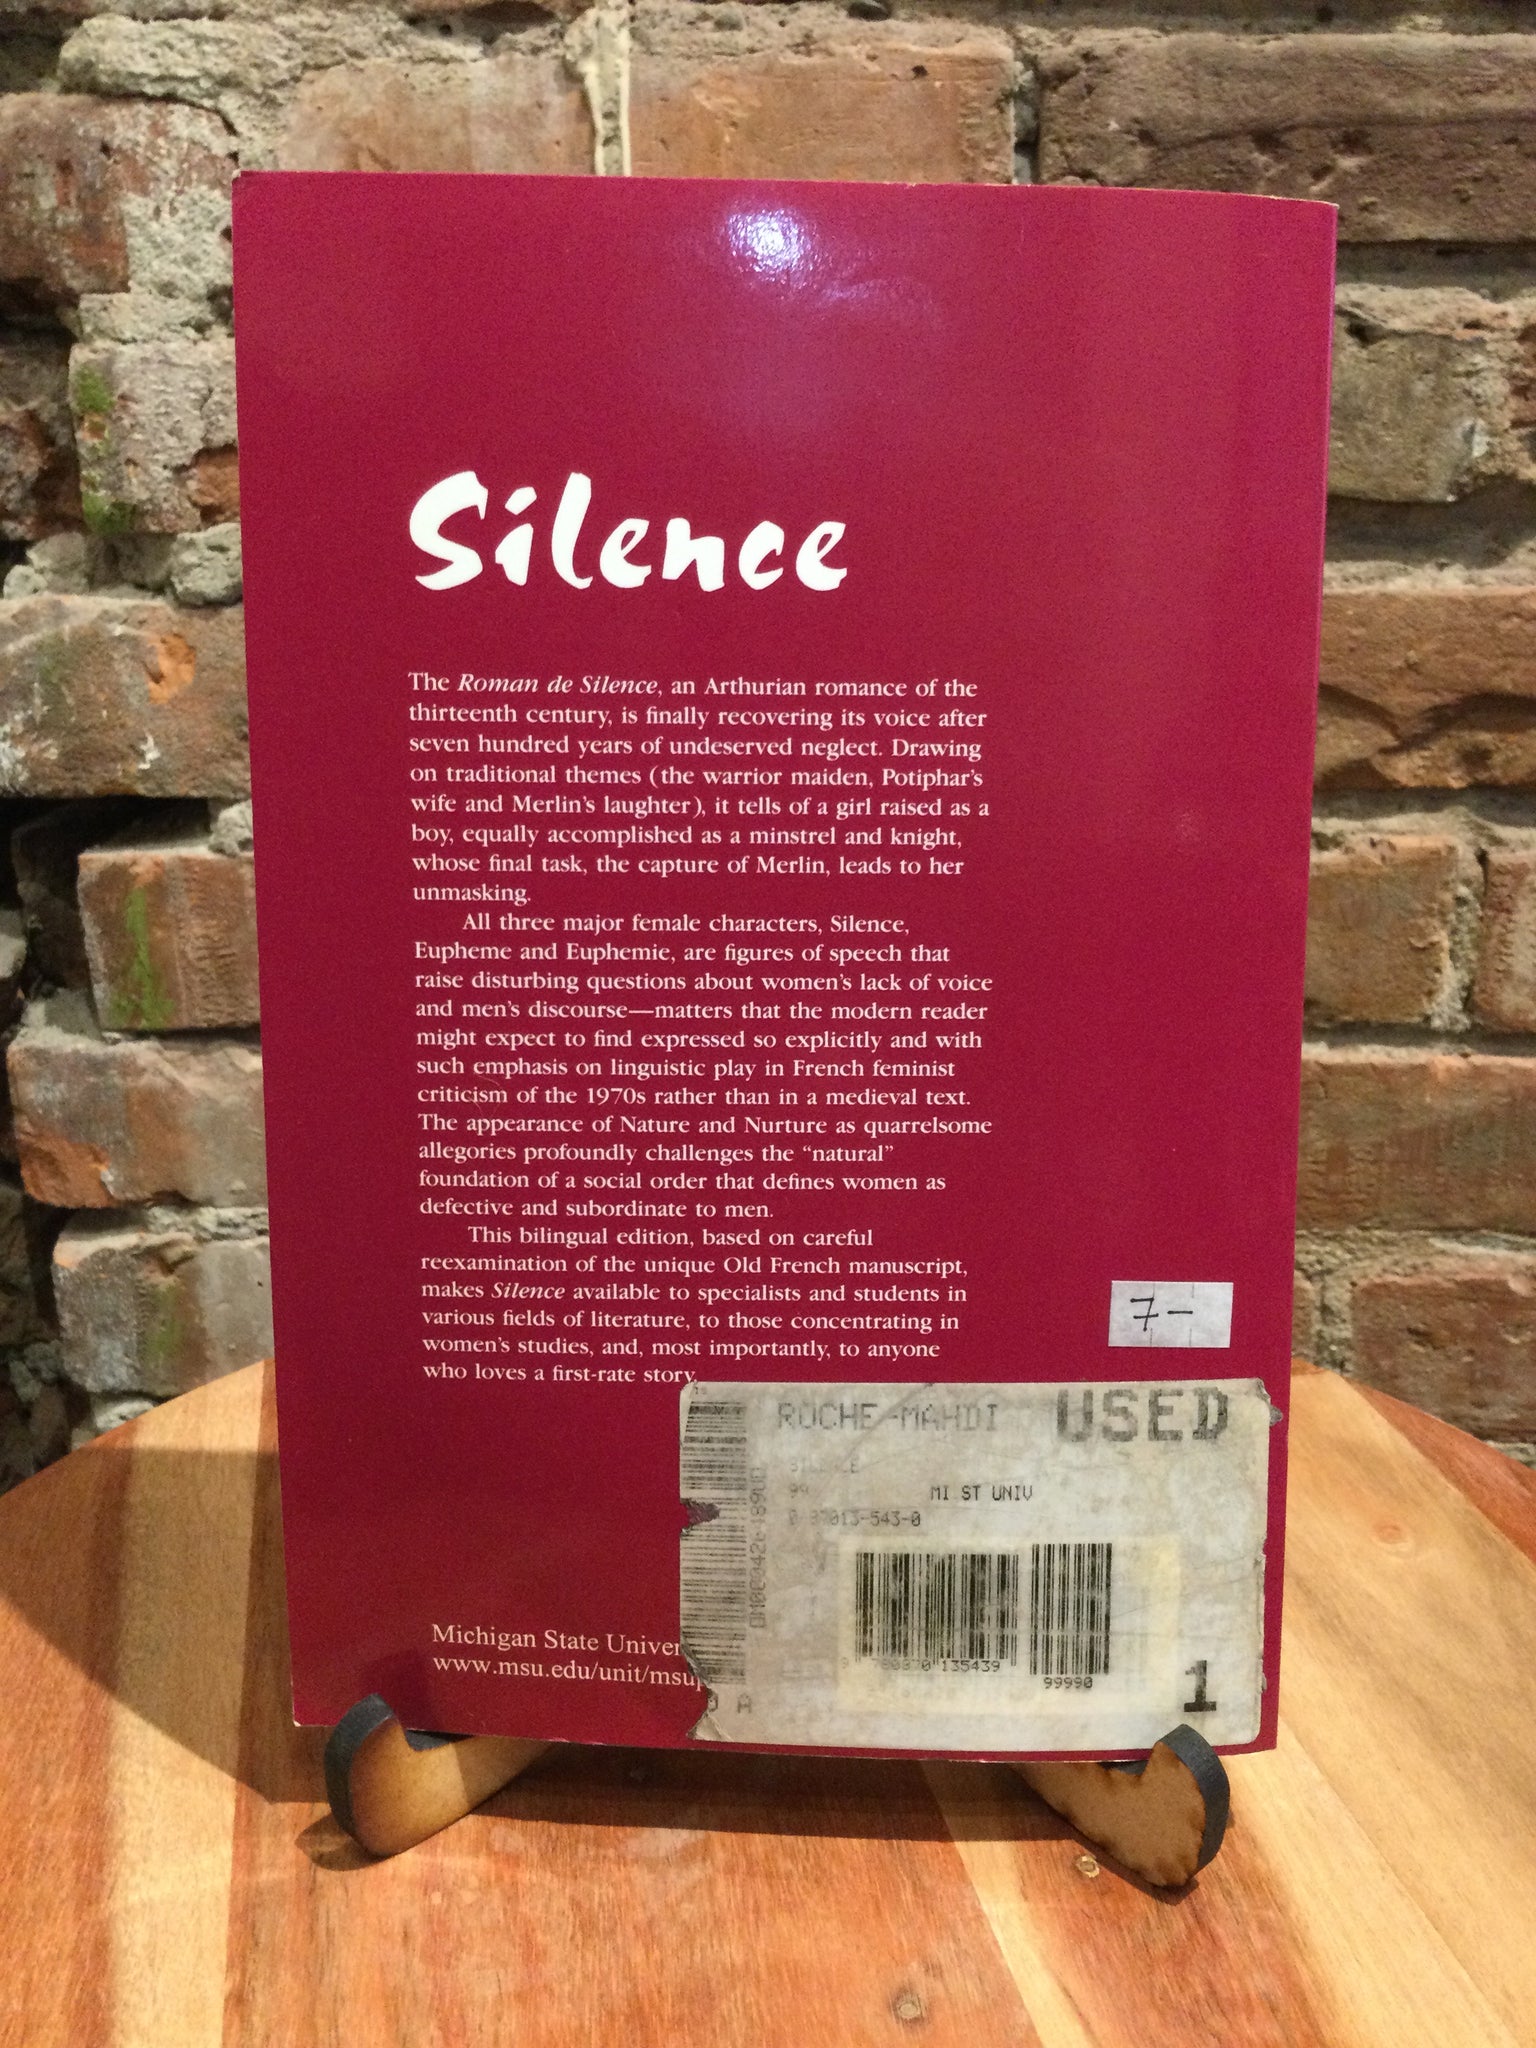 Silence
The Roman de Silence, an Arthurian romance of the
thirteenth century, is finally recovering its voice after
seven hundred years of undeserved neglect. Drawing
on traditional themes (the warrior maiden, Potiphar's
wife and Merlin's laughter), it tells of a girl raised as a
boy, equally accomplished as a minstrel and knight,
whose final task, the capture of Merlin, leads to her
unmasking.
All three major female characters, Silence,
Eupheme and Euphemie, are figures of speech that
raise disturbing questions about women's lack of voice
and men's discourse—matters that the modern reader
might expect to find expressed so explicitly and with
such emphasis on linguistic play in French feminist
criticism of the 1970s rather than in a medieval text.
The appearance of Nature and Nurture as quarrelsome
allegories profoundly challenges the “natural”
foundation of a social order that defines women as
defective and subordinate to men.
This bilingual edition, based on careful
reexamination of the unique Old French manuscript,
makes Silence available to specialists and students in
various fields of literature, to those concentrating in
women's studies, and, most importantly, to anyone
who loves a first-rate story.
7-
ROCHE-MAHDI USED
MI ST UNIV
135439
99990
1
Michigan State Univer
www.msu.edu/unit/msup